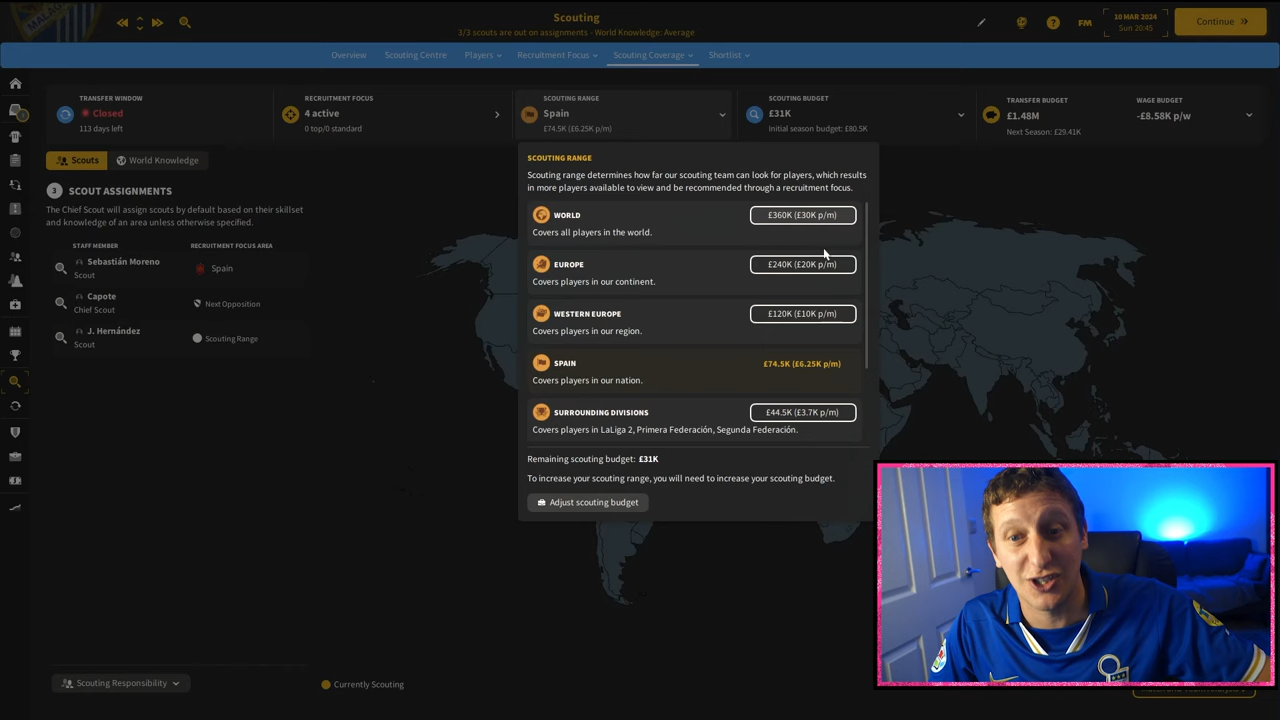 MALAGA
Scouting
3/3 scouts are out on assignments - World Knowledge: Average
FM
10 MAR 2024
Sun 20:45
Continue
Overview
Scouting Centre
Players
Recruitment Focus
Scouting Coverage
Shortlist
TRANSFER WINDOW
Closed
113 days left
RECRUITMENT FOCUS
4 active
0 top/0 standard
SCOUTING RANGE
Spain
£74.5K (£6.25K p/m)
SCOUTING BUDGET
£31K
Initial season budget: £80.5K
TRANSFER BUDGET
£1.48M
Next Season: £29.41K
WAGE BUDGET
-£8.58K p/w
Scouts
World Knowledge
3 SCOUT ASSIGNMENTS
The Chief Scout will assign scouts by default based on their skillset
and knowledge of an area unless otherwise specified.
STAFF MEMBER
RECRUITMENT FOCUS AREA
Sebastián Moreno
Scout
Spain
Capote
Chief Scout
Next Opposition
J. Hernández
Scout
Scouting Range
SCOUTING RANGE
Scouting range determines how far our scouting team can look for players, which results
in more players available to view and be recommended through a recruitment focus.
WORLD
£360K (£30K p/m)
Covers all players in the world.
EUROPE
£240K (£20K p/m)
Covers players in our continent.
WESTERN EUROPE
£120K (£10K p/m)
Covers players in our region.
SPAIN
£74.5K (£6.25K p/m)
Covers players in our nation.
SURROUNDING DIVISIONS
£44.5K (£3.7K p/m)
Covers players in LaLiga 2, Primera Federación, Segunda Federación.
Remaining scouting budget: £31K
To increase your scouting range, you will need to increase your scouting budget.
Adjust scouting budget
Scouting Responsibility
Currently Scouting